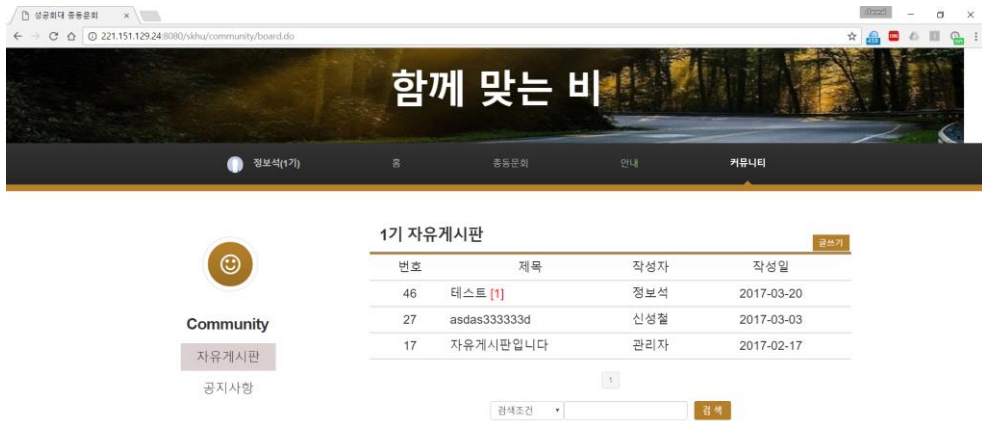 성공회대 총동문회
221.151.129.24:8080/skhu/community/board.do
함께 맞는 비
정보석(1기) 홈 총동문회 안내 커뮤니티
1기 자유게시판
글쓰기
번호 제목 작성자 작성일
46 테스트 [1] 정보석 2017-03-20
27 asdas333333d 신성철 2017-03-03
17 자유게시판입니다 관리자 2017-02-17
Community
자유게시판
공지사항
1
검색조건 검색